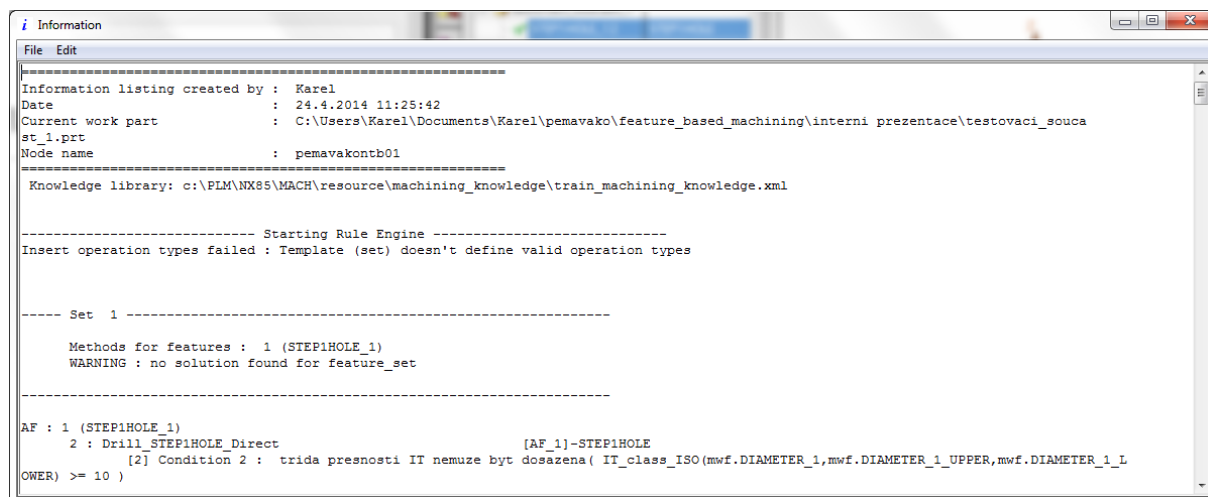 Information
File Edit
============================================================
Information listing created by :  Karel
Date                           :  24.4.2014 11:25:42
Current work part              :  C:\Users\Karel\Documents\Karel\pemavako\feature_based_machining\interni prezentace\testovaci_souca
st_1.prt
Node name                      :  pemavakontb01
============================================================
 Knowledge library: c:\PLM\NX85\MACH\resource\machining_knowledge\train_machining_knowledge.xml
----------------------------- Starting Rule Engine -----------------------------
Insert operation types failed : Template (set) doesn't define valid operation types
----- Set  1 ------------------------------------------------------------
      Methods for features :  1 (STEP1HOLE_1)
      WARNING : no solution found for feature_set
-------------------------------------------------------------------------
AF : 1 (STEP1HOLE_1)
      2 : Drill_STEP1HOLE_Direct                              [AF_1]-STEP1HOLE
             [2] Condition 2 :  trida presnosti IT nemuze byt dosazena( IT_class_ISO(mwf.DIAMETER_1,mwf.DIAMETER_1_UPPER,mwf.DIAMETER_1_L
OWER) >= 10 )